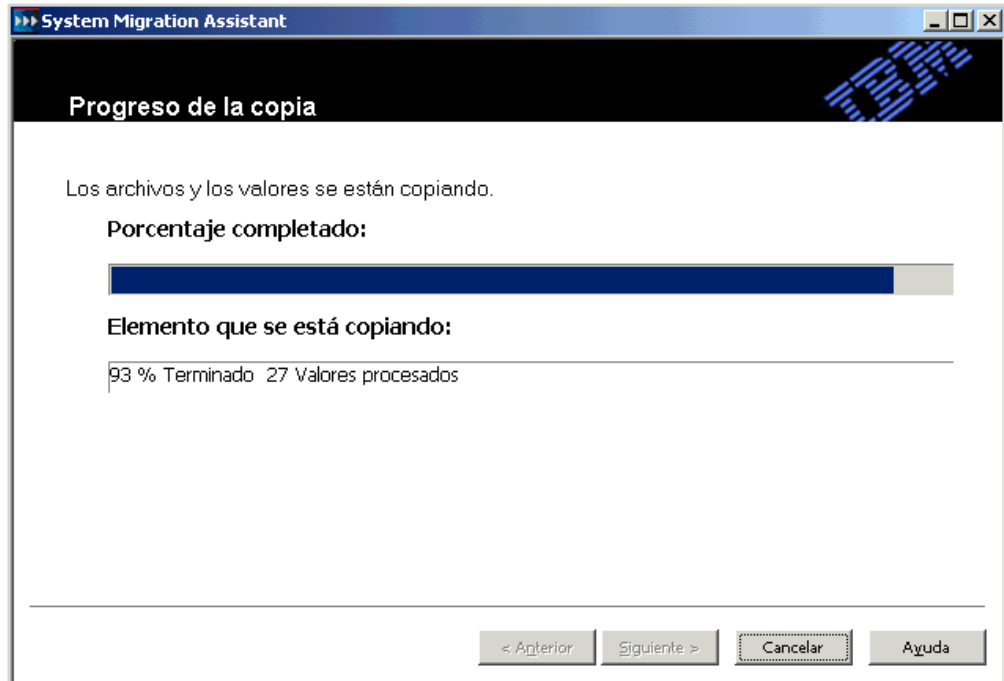 System Migration Assistant
IBM
Progreso de la copia
Los archivos y los valores se están copiando.
Porcentaje completado:
Elemento que se está copiando:
93 % Terminado 27 Valores procesados
< Anterior
Siguiente >
Cancelar
Ayuda